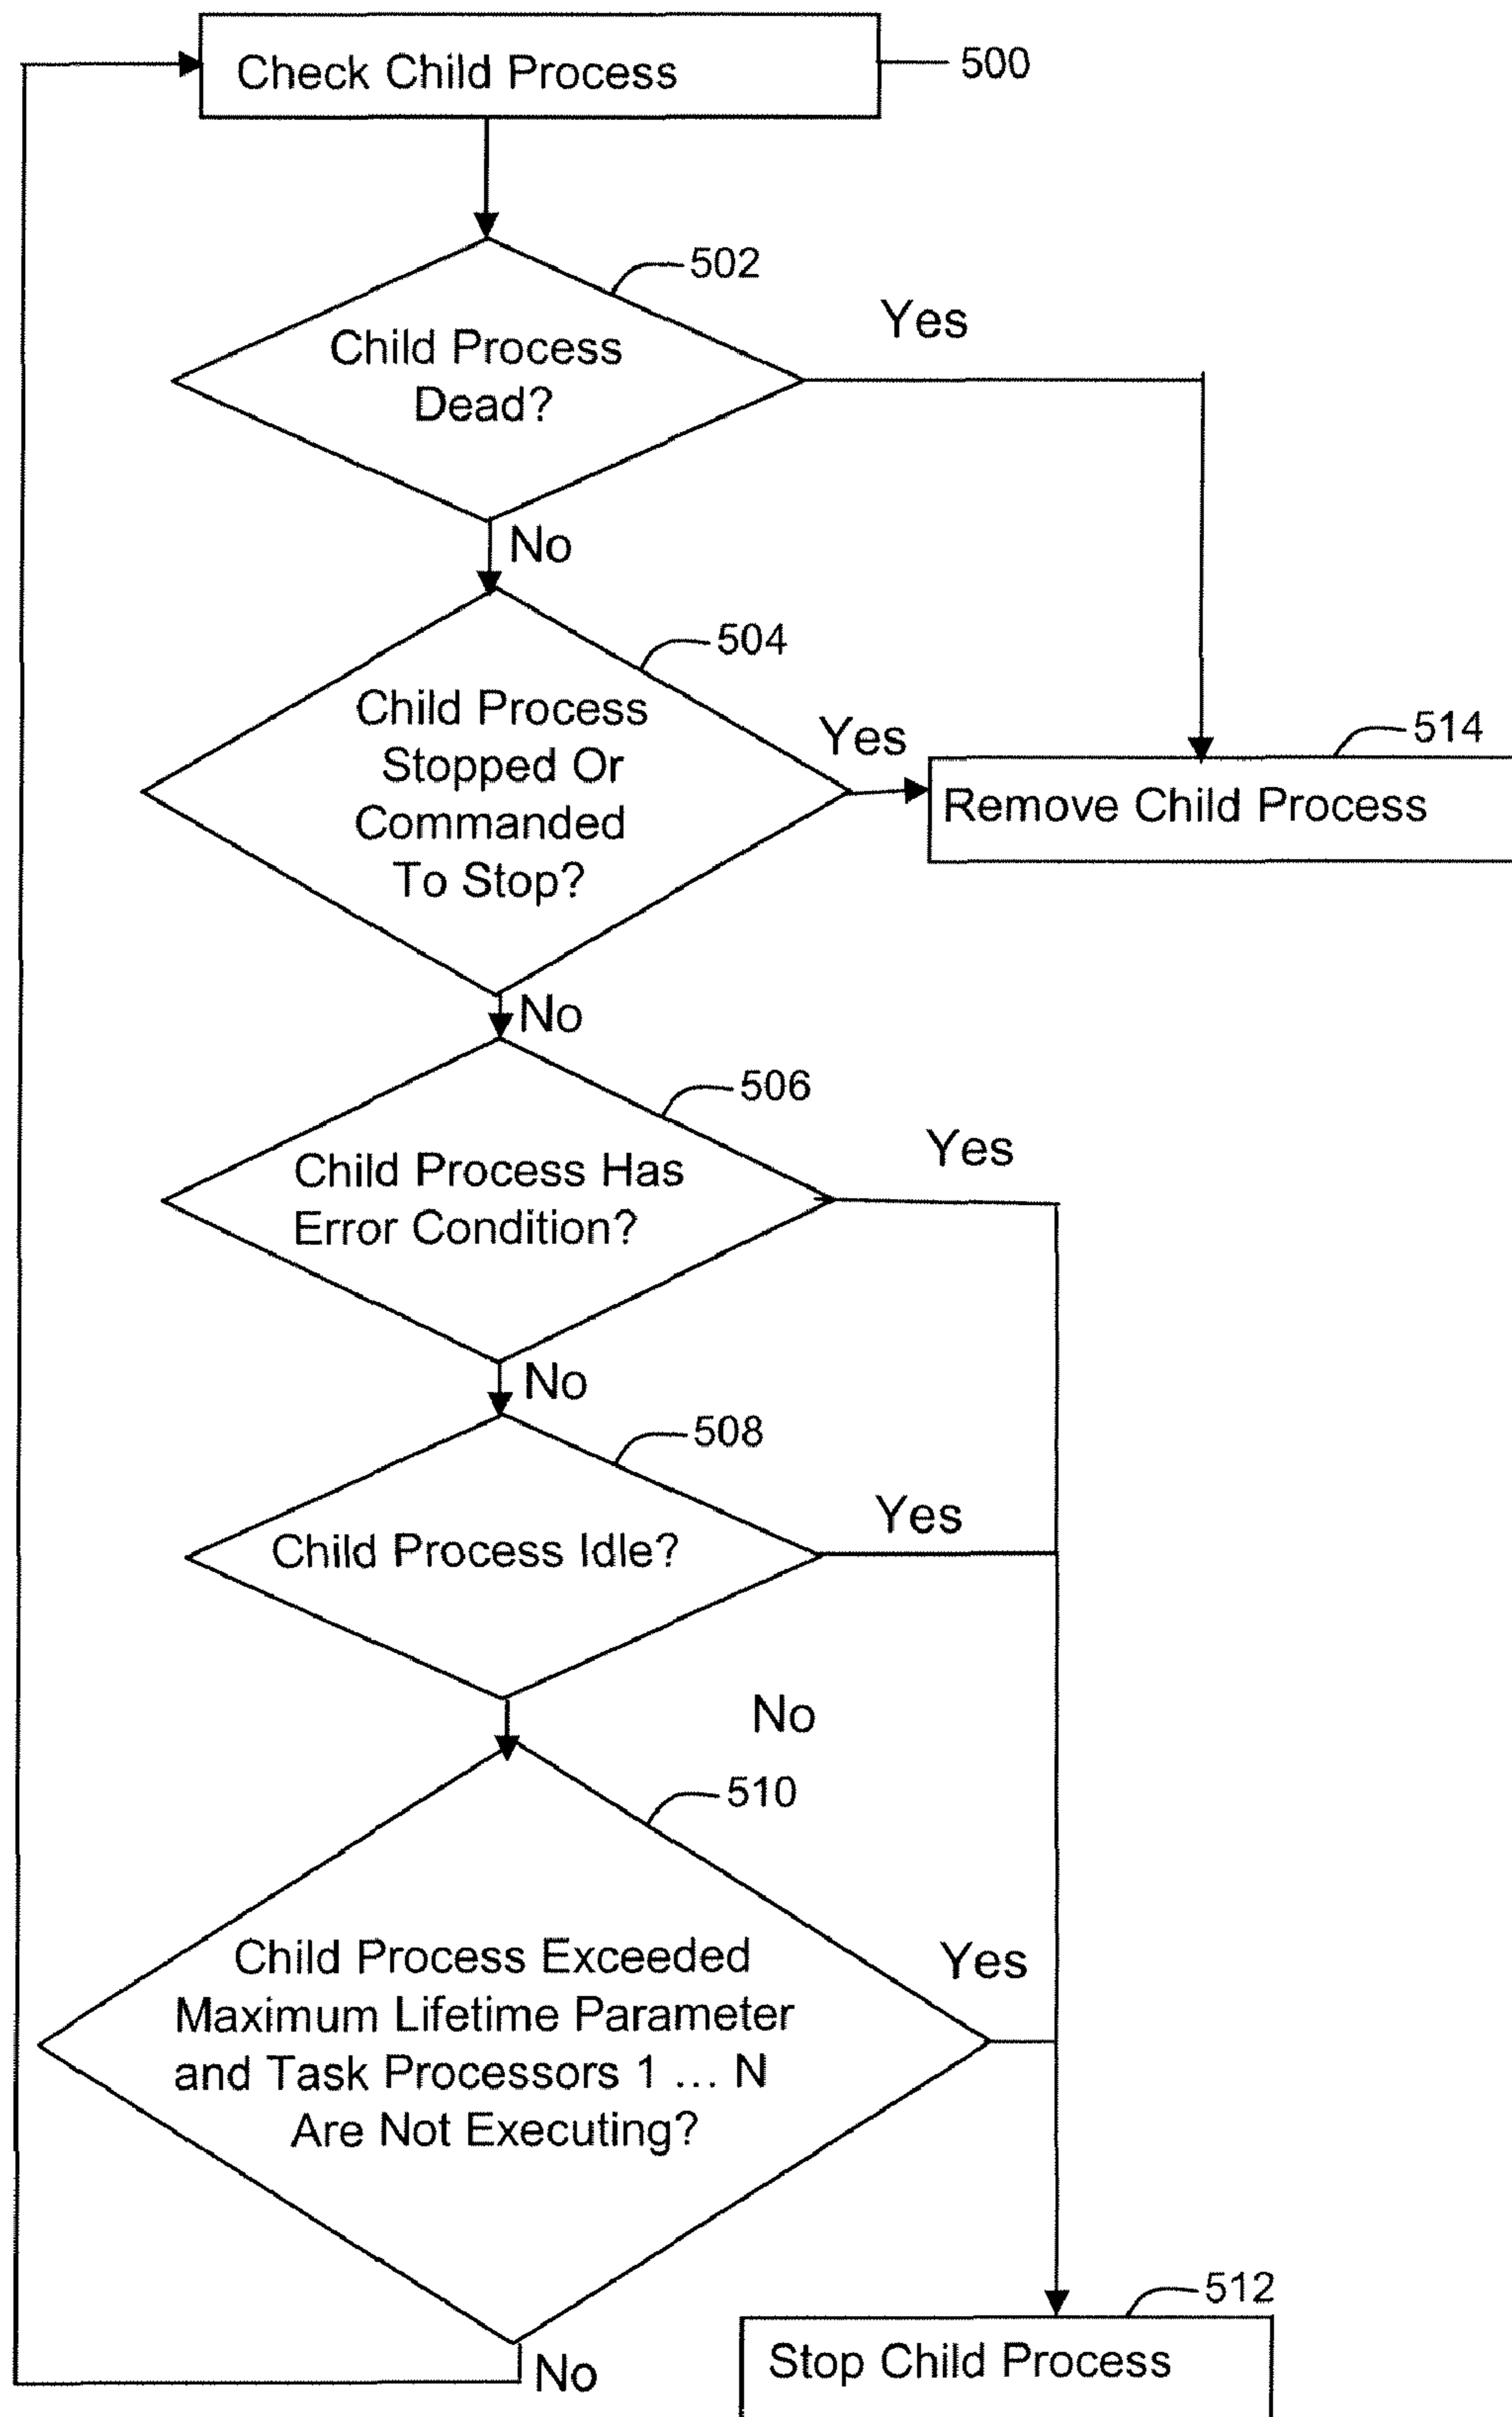 Check Child Process
500
502
Child Process
Dead?
Yes
No
504
Child Process
Stopped Or
Commanded
To Stop?
Yes
514
Remove Child Process
No
506
Child Process Has
Error Condition?
Yes
No
508
Child Process Idle?
Yes
No
510
Child Process Exceeded
Maximum Lifetime Parameter
and Task Processors 1 ... N
Are Not Executing?
Yes
512
Stop Child Process
No